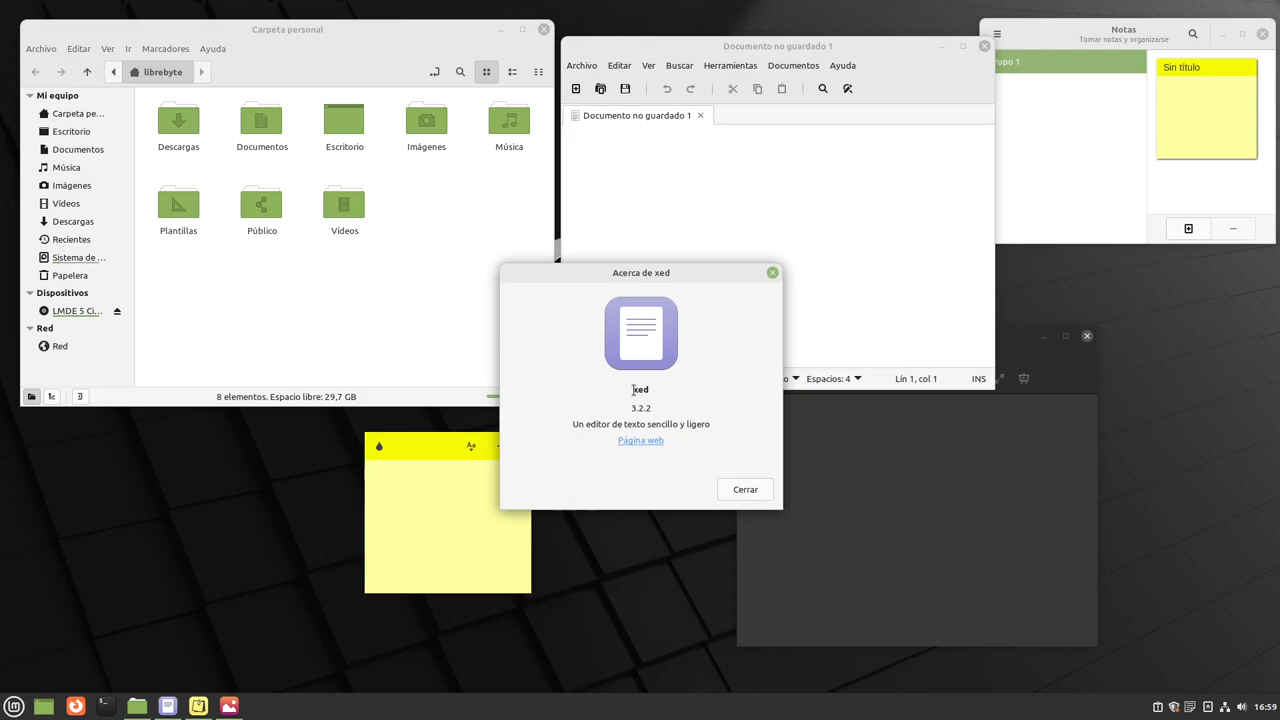 Carpeta personal
Archivo Editar Ver Ir Marcadores Ayuda
librebyte
Mi equipo
Carpeta pe...
Escritorio
Documentos
Música
Imágenes
Vídeos
Descargas
Recientes
Sistema de ...
Papelera
Dispositivos
LMDE 5 Ci...
Red
Red
Descargas
Documentos
Escritorio
Imágenes
Música
Plantillas
Público
Vídeos
8 elementos. Espacio libre: 29,7 GB
Documento no guardado 1
Archivo Editar Ver Buscar Herramientas Documentos Ayuda
Documento no guardado 1
Espacios: 4
Lín 1, col 1
INS
Notas
Tomar notas y organizarse
rupo 1
Sin título
Acerca de xed
xed
3.2.2
Un editor de texto sencillo y ligero
Página web
Cerrar
Aa
16:59